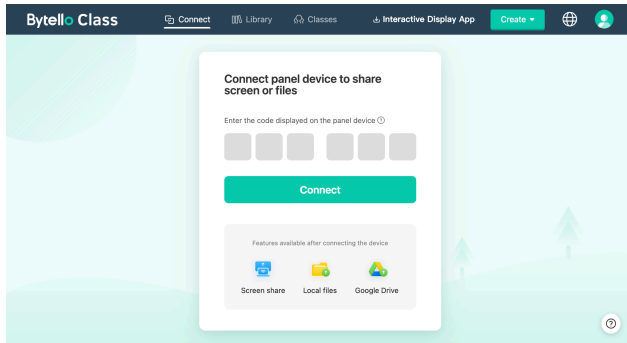 Bytello Class
Connect
Library
Classes
Interactive Display App
Create
Connect panel device to share
screen or files
Enter the code displayed on the panel device
Connect
Features available after connecting the device
Screen share
Local files
Google Drive